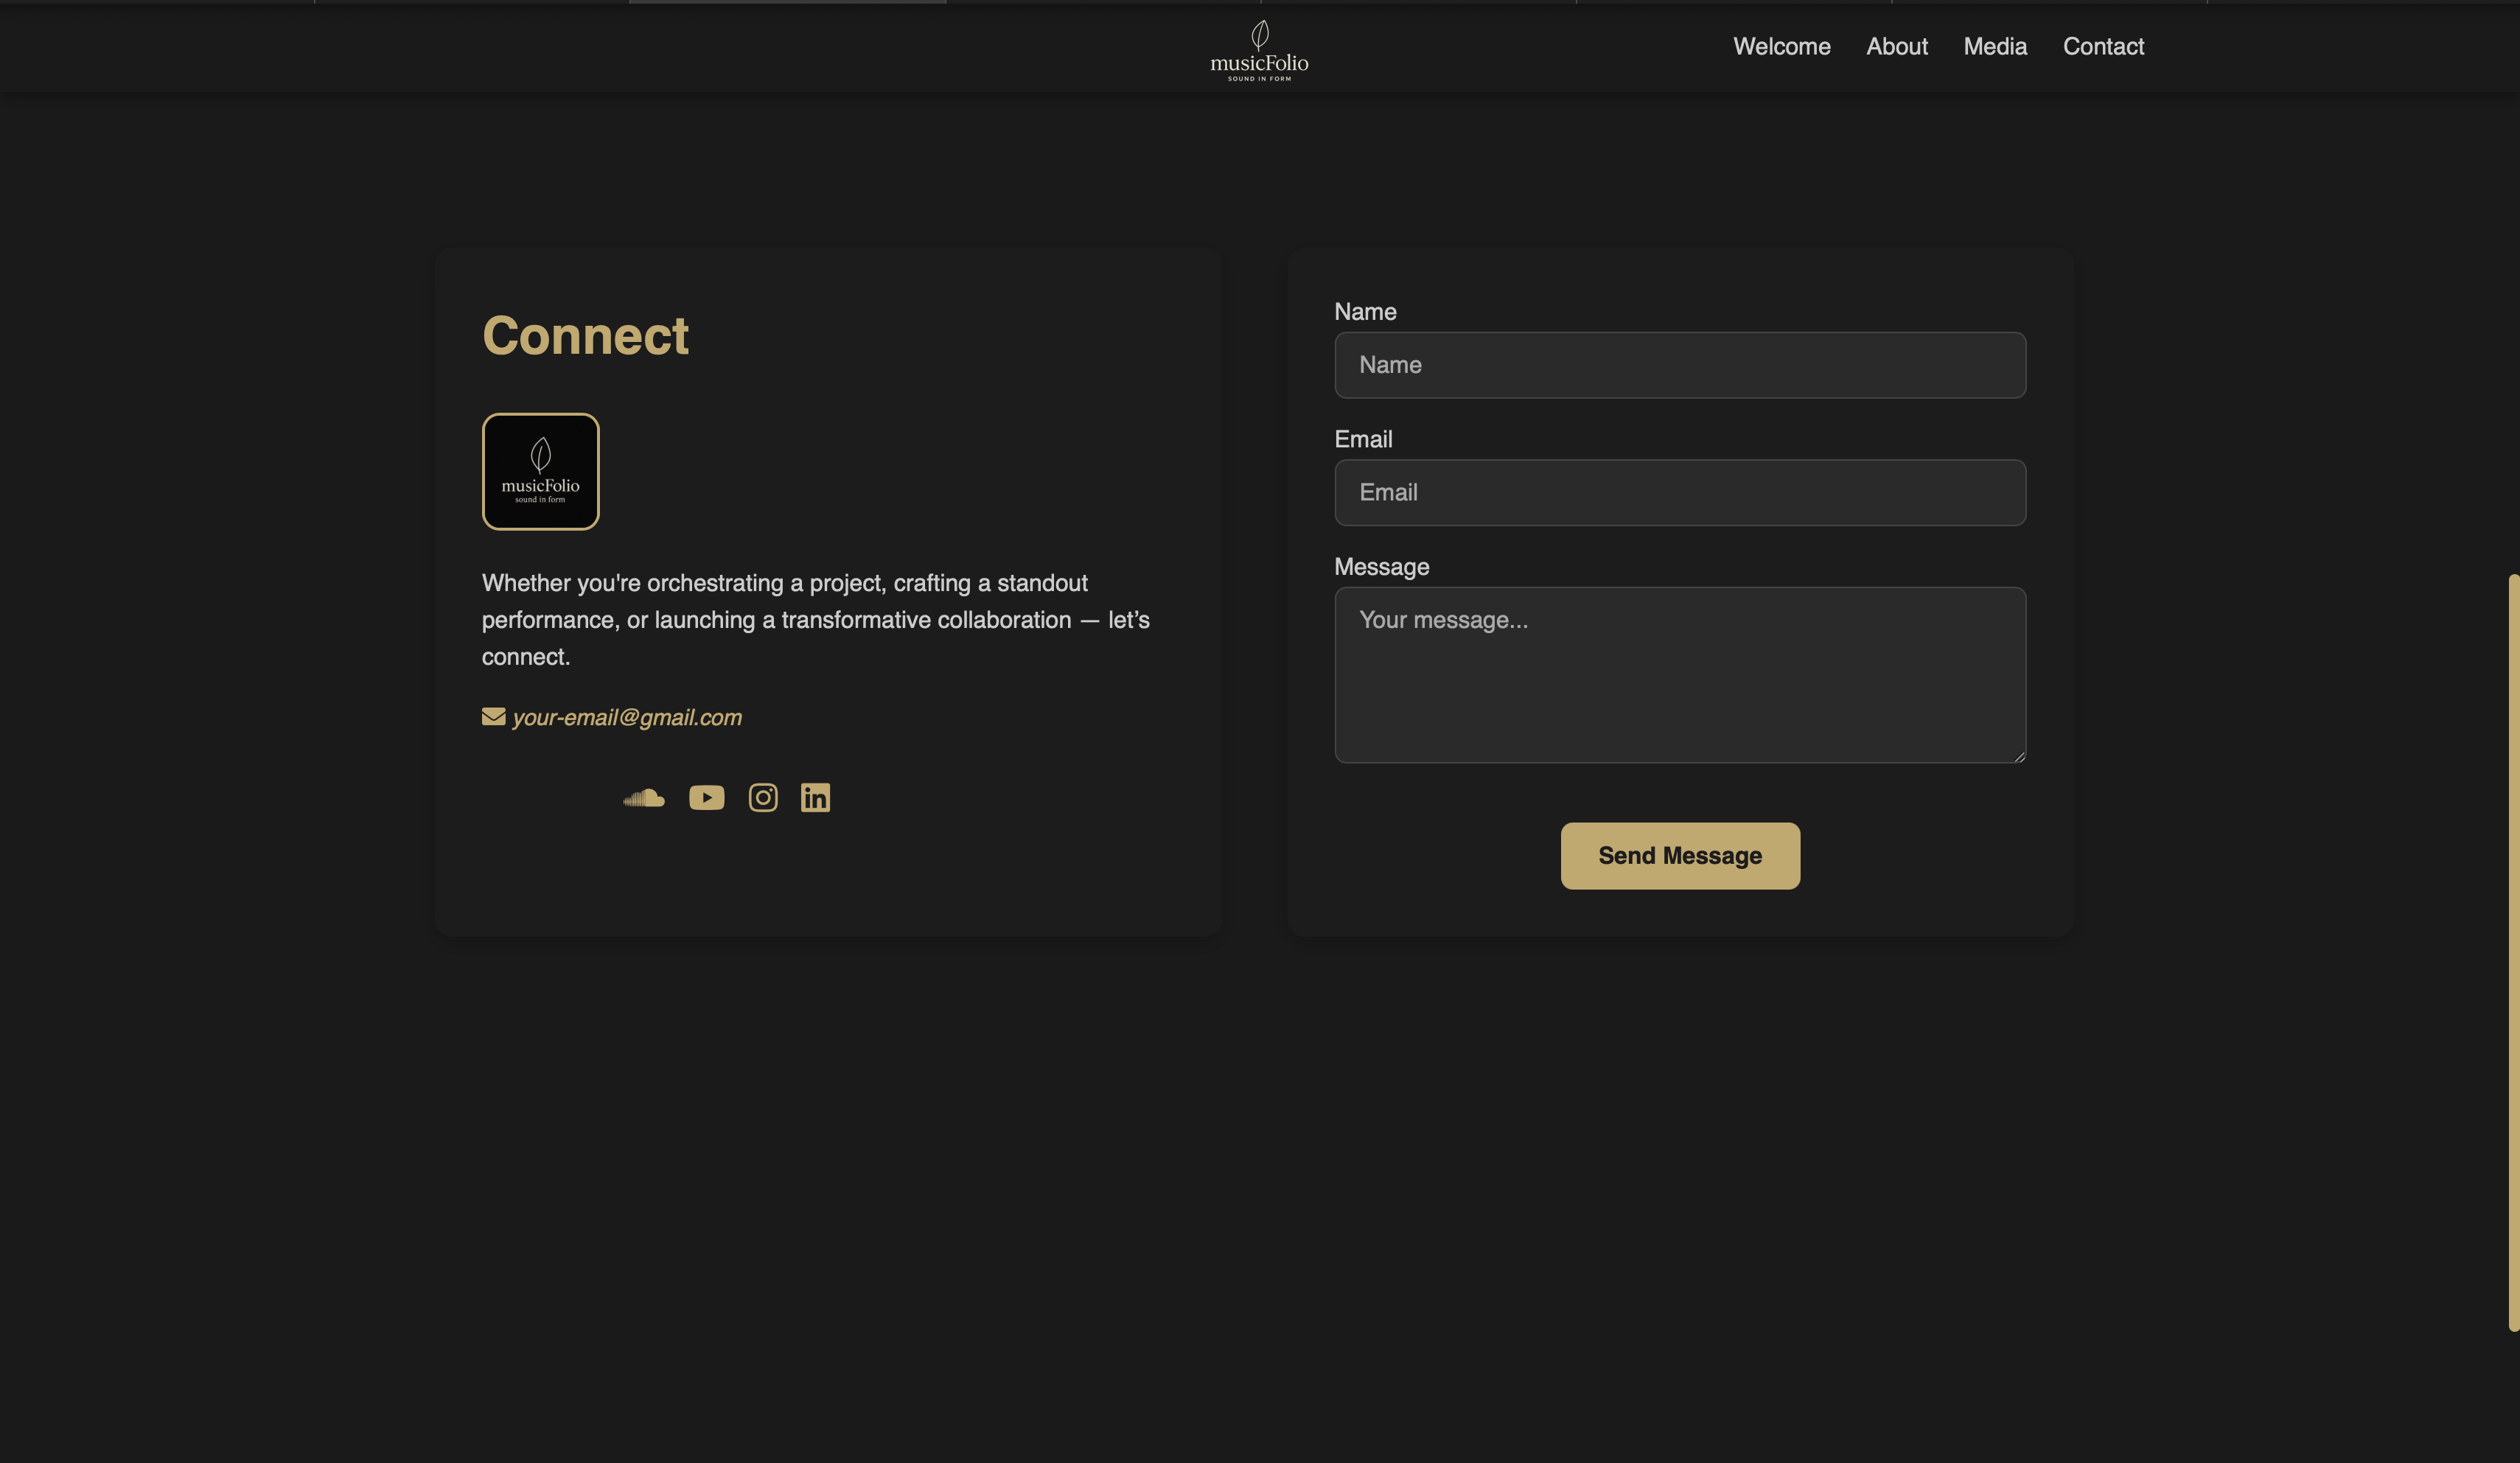 musicFolio
SOUND IN FORM
Welcome About Media Contact
Connect
musicFolio
sound in form
Whether you're orchestrating a project, crafting a standout
performance, or launching a transformative collaboration — let’s
connect.
your-email@gmail.com
in
Name
Name
Email
Email
Message
Your message...
Send Message